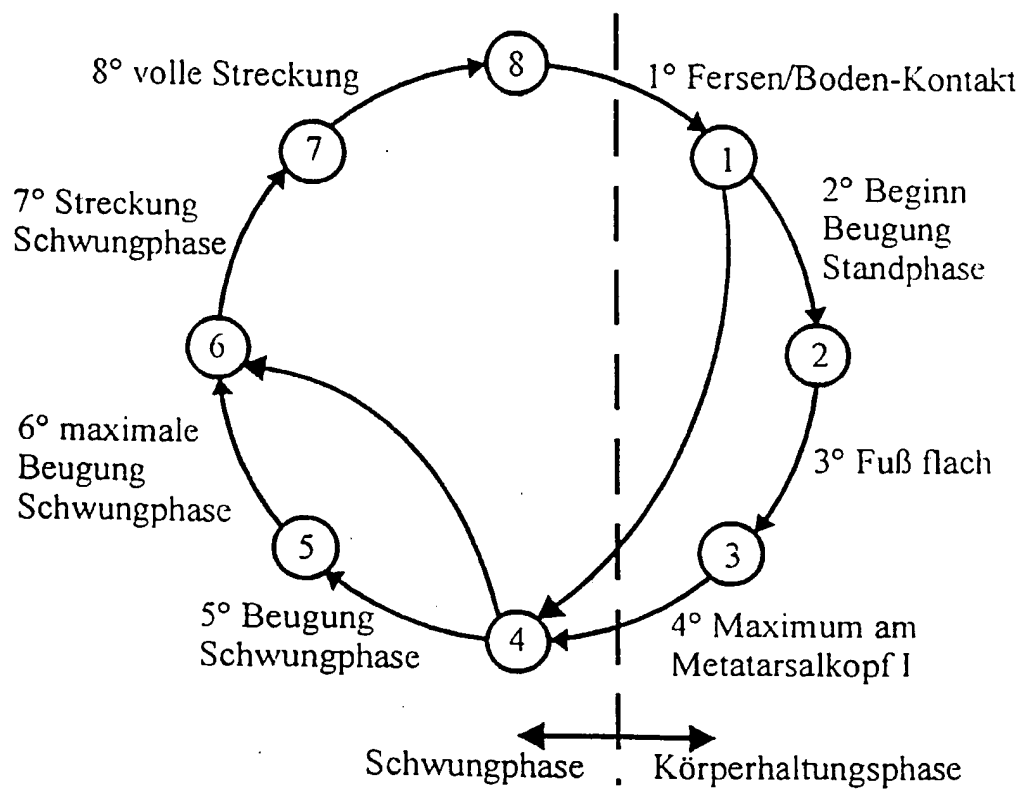 8
8° volle Streckung
1° Fersen/Boden-Kontakt
7
1
7° Streckung
Schwungphase
2° Beginn
Beugung
Standphase
6
2
6° maximale
Beugung
Schwungphase
3° Fuß flach
5
3
5° Beugung
Schwungphase
4
4° Maximum am
Metatarsalkopf I
Schwungphase
Körperhaltungsphase